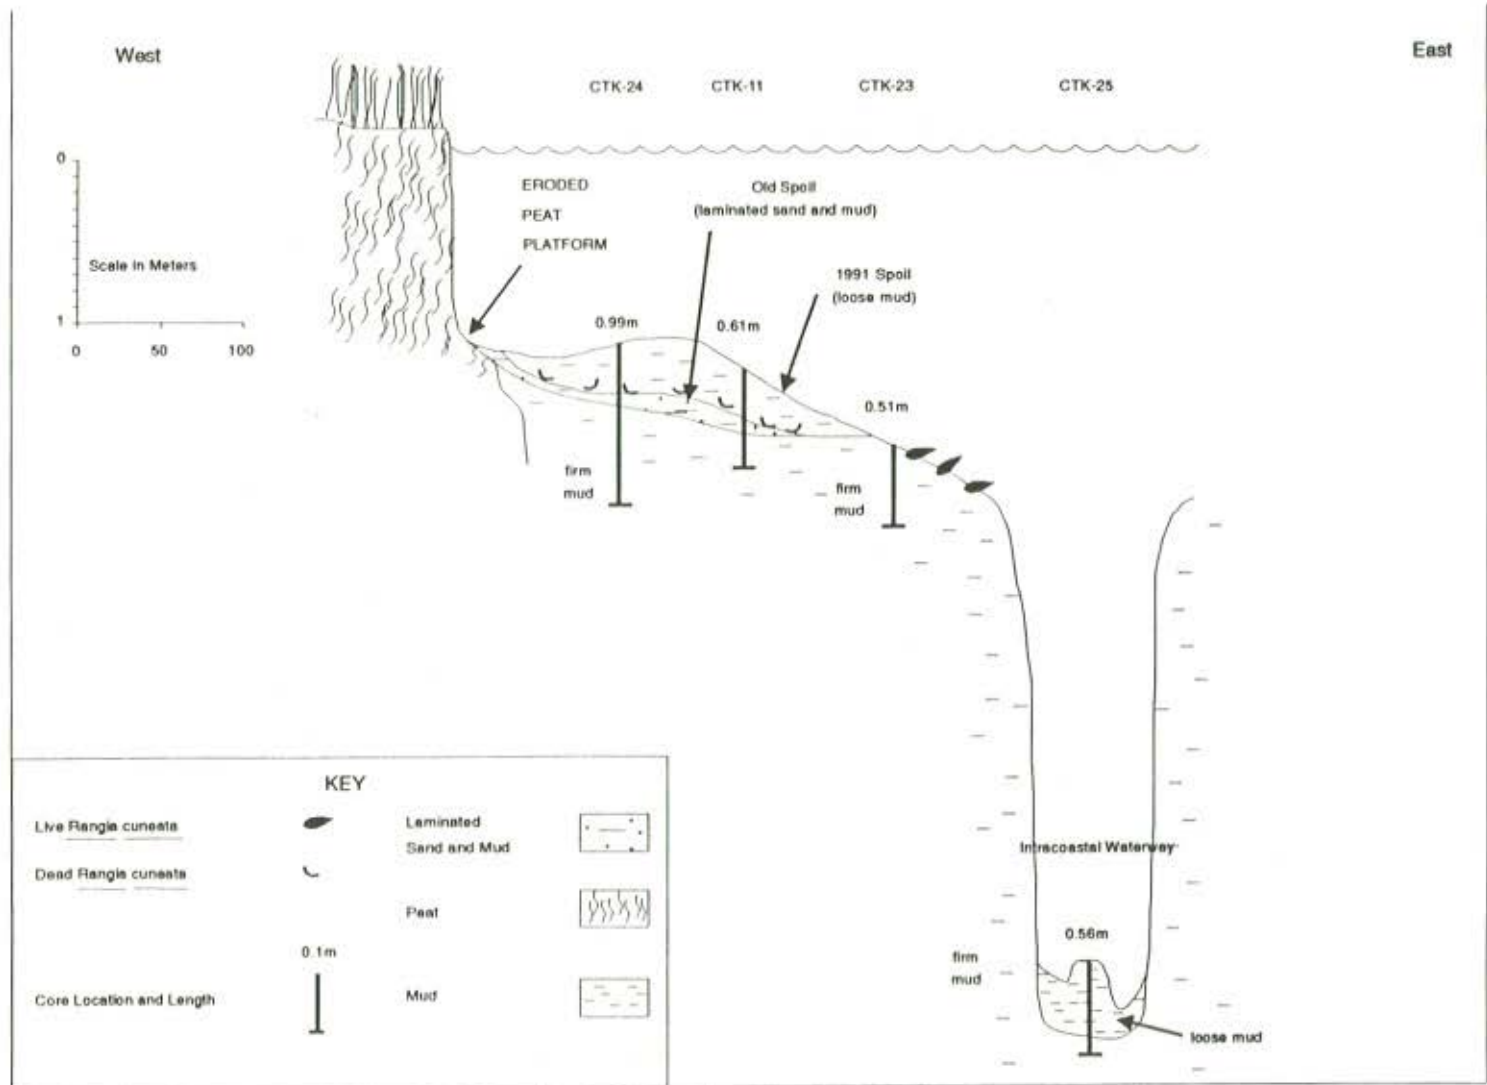 West
East
CTK-24
CTK-11
CTK-23
CTK-25
0
Scale in Meters
1
0
50
100
ERODED
PEAT
PLATFORM
Old Spoil
(laminated sand and mud)
1991 Spoil
(loose mud)
0.99m
0.61m
0.51m
firm
mud
firm
mud
Intracoastal Waterway
0.56m
firm
mud
loose mud
KEY
Live Rangia cuneata
Dead Rangia cuneata
0.1m
Core Location and Length
Laminated
Sand and Mud
Peat
Mud